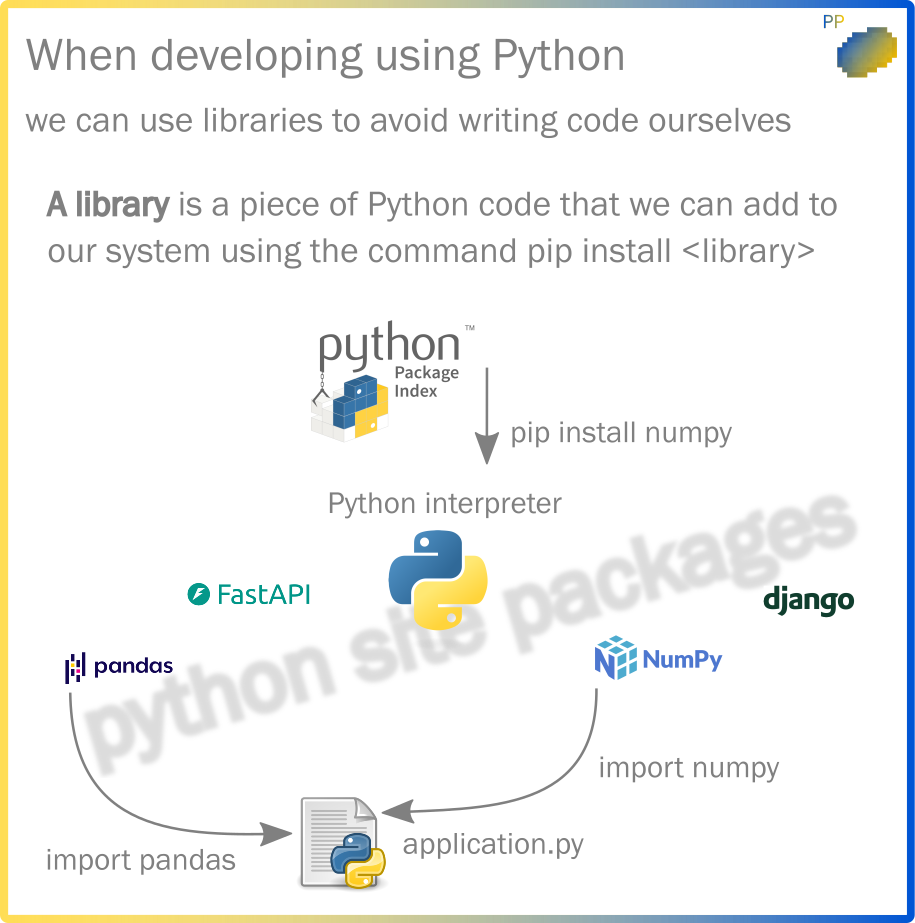 PP
When developing using Python
we can use libraries to avoid writing code ourselves
A library is a piece of Python code that we can add to
our system using the command pip install <library>
python ™
Package
Index
pip install numpy
Python interpreter
python site packages
FastAPI
django
pandas
NumPy
import numpy
application.py
import pandas